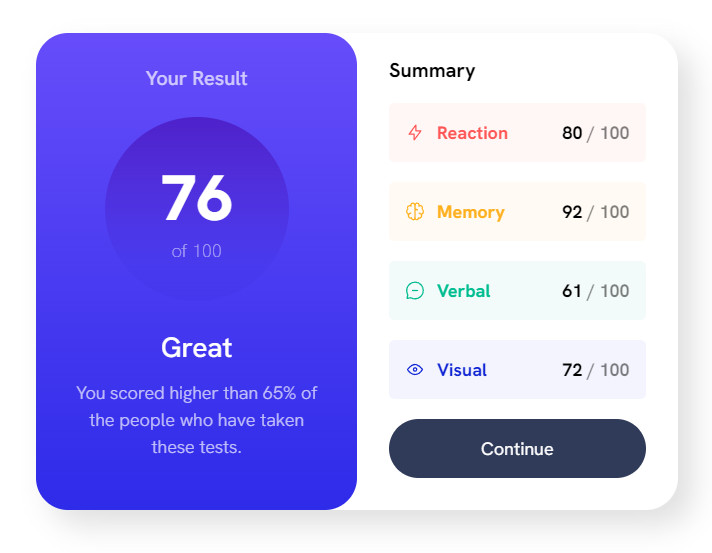 Your Result
76
of 100
Great
You scored higher than 65% of
the people who have taken
these tests.
Summary
Reaction 80 / 100
Memory 92 / 100
Verbal 61 / 100
Visual 72 / 100
Continue